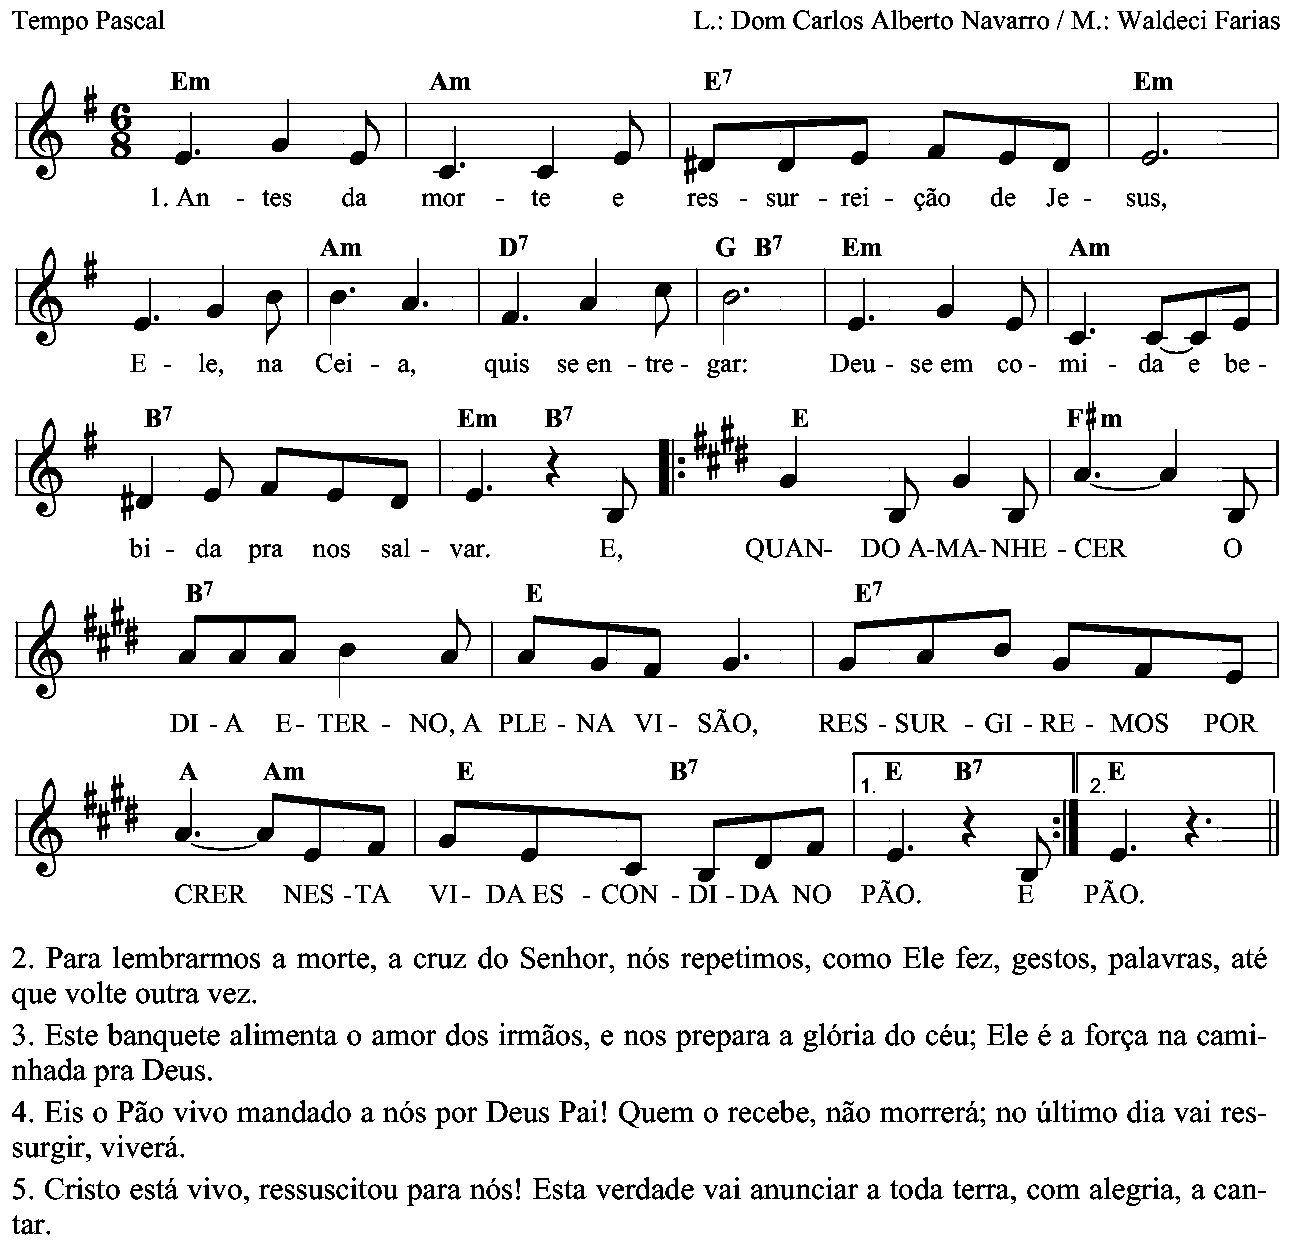 Tempo Pascal L.: Dom Carlos Alberto Navarro / M.: Waldeci Farias
Em Am E7 Em
6/8
1. An - tes da mor - te e res - sur - rei - ção de Je - sus,
Am D7 G B7 Em Am
E - le, na Cei - a, quis se en - tre - gar: Deu - se em co - mi - da e be -
B7 Em B7 E F#m
bi - da pra nos sal - var. E, QUAN- DO A-MA-NHE - CER O
B7 E E7
DI - A E- TER - NO, A PLE - NA VI - SÃO, RES - SUR - GI - RE - MOS POR
A Am E B7 1. E B7 2. E
CRER NES - TA VI- DA ES - CON - DI - DA NO PÃO. E PÃO.
2. Para lembrarmos a morte, a cruz do Senhor, nós repetimos, como Ele fez, gestos, palavras, até
que volte outra vez.
3. Este banquete alimenta o amor dos irmãos, e nos prepara a glória do céu; Ele é a força na cami-
nhada pra Deus.
4. Eis o Pão vivo mandado a nós por Deus Pai! Quem o recebe, não morrerá; no último dia vai res-
surgir, viverá.
5. Cristo está vivo, ressuscitou para nós! Esta verdade vai anunciar a toda terra, com alegria, a can-
tar.